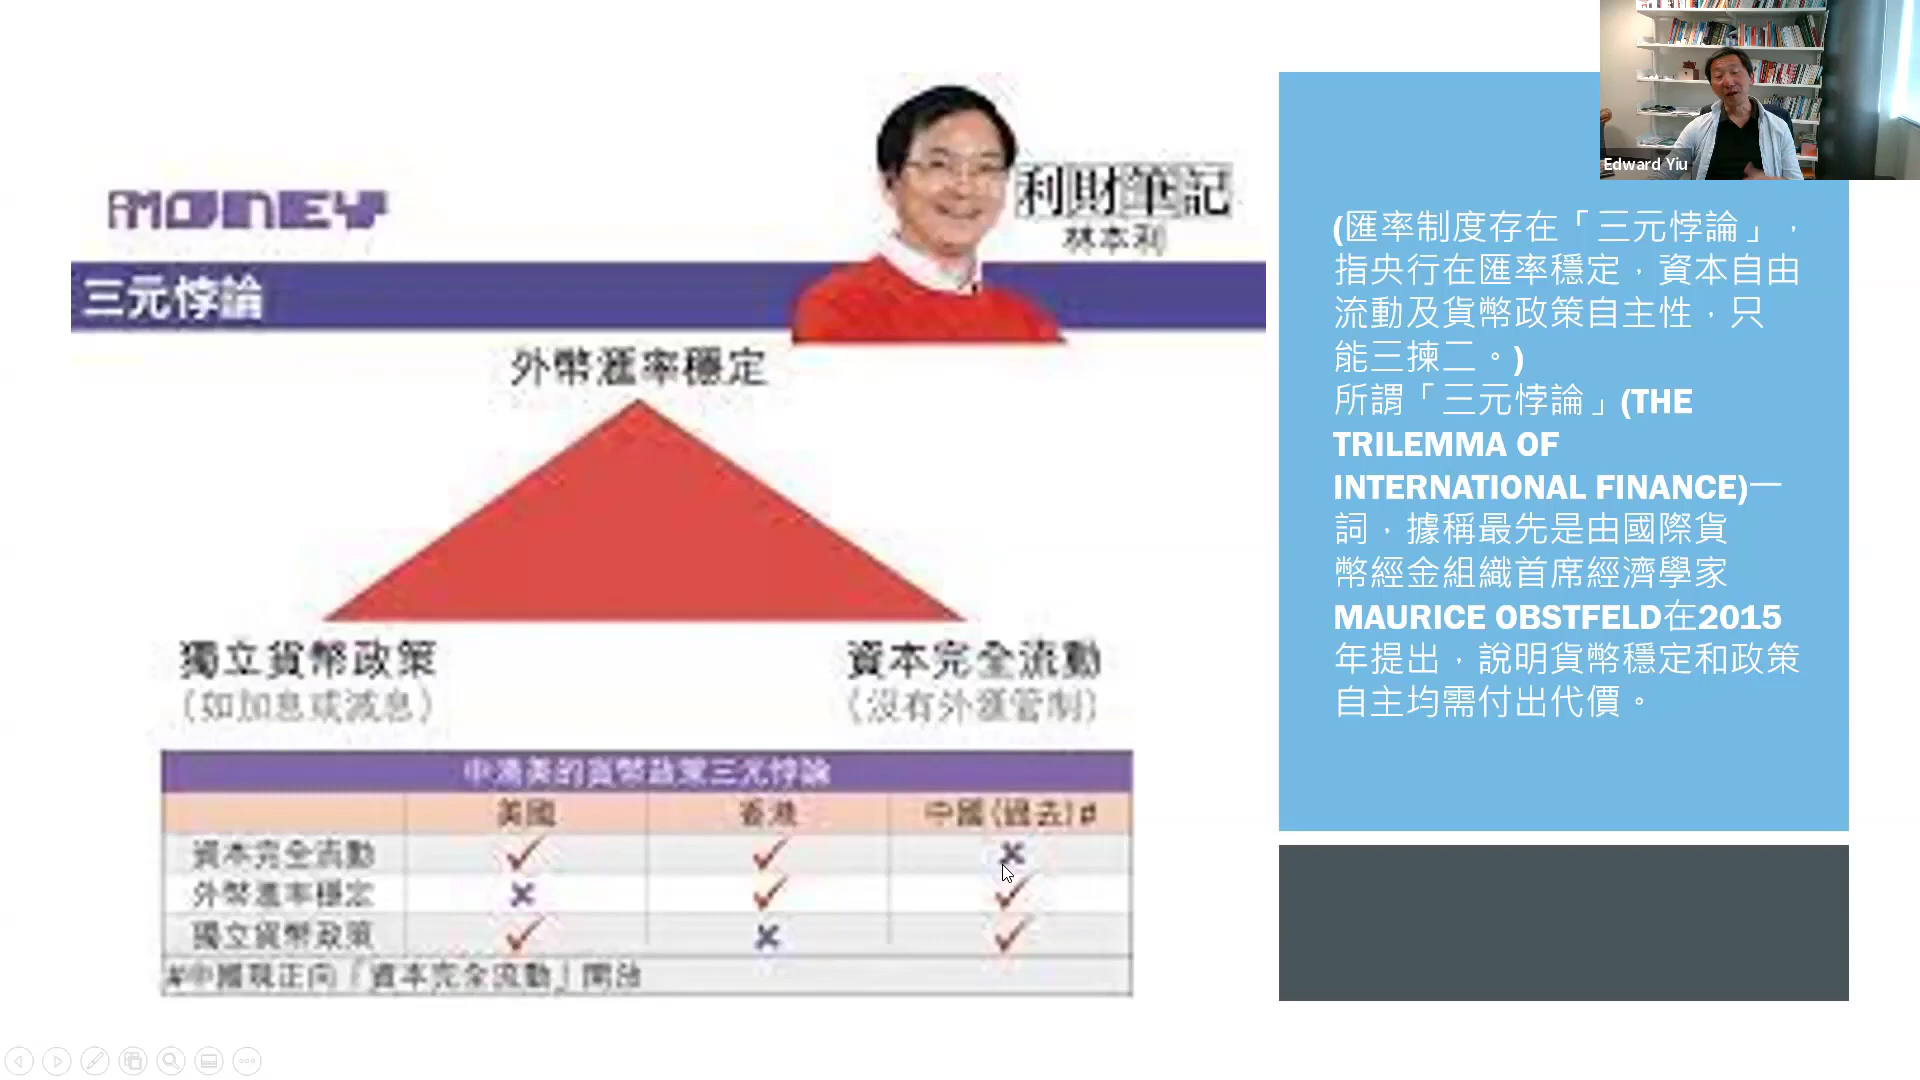 AMONEY
利財筆記
林本利
三元悖論
外幣滙率穩定
獨立貨幣政策
(如加息或減息)
資本完全流動
(沒有外滙管制)
中港美的貨幣政策三元悖論
美國 香港 中國(過去)#
資本完全流動
外幣滙率穩定
獨立貨幣政策
#中國現正向「資本完全流動」開放
Edward Yiu
(匯率制度存在「三元悖論」，
指央行在匯率穩定，資本自由
流動及貨幣政策自主性，只
能三揀二。)
所謂「三元悖論」(THE
TRILEMMA OF
INTERNATIONAL FINANCE)一
詞，據稱最先是由國際貨
幣經金組織首席經濟學家
MAURICE OBSTFELD在2015
年提出，說明貨幣穩定和政策
自主均需付出代價。